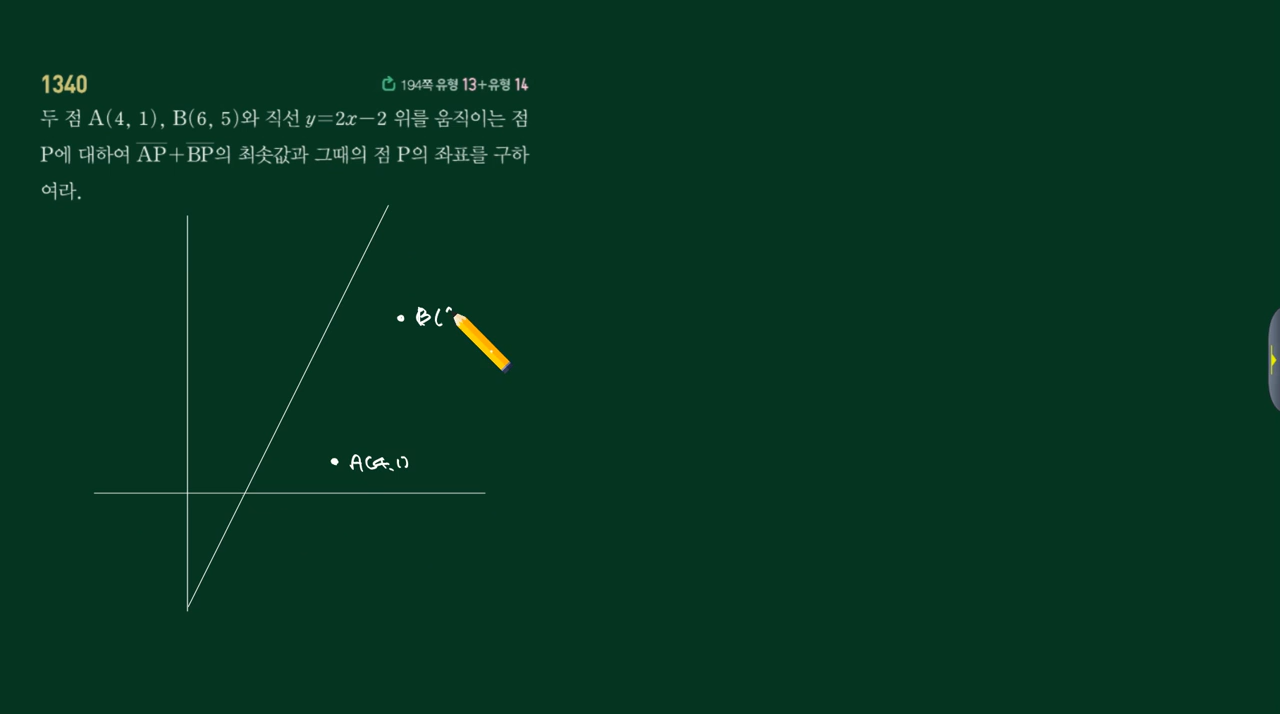 1340
194쪽 유형 13+유형 14
두 점 A(4, 1), B(6, 5)와 직선 y=2x−2 위를 움직이는 점
P에 대하여 AP+BP의 최솟값과 그때의 점 P의 좌표를 구하
여라.
B(
A(4,1)